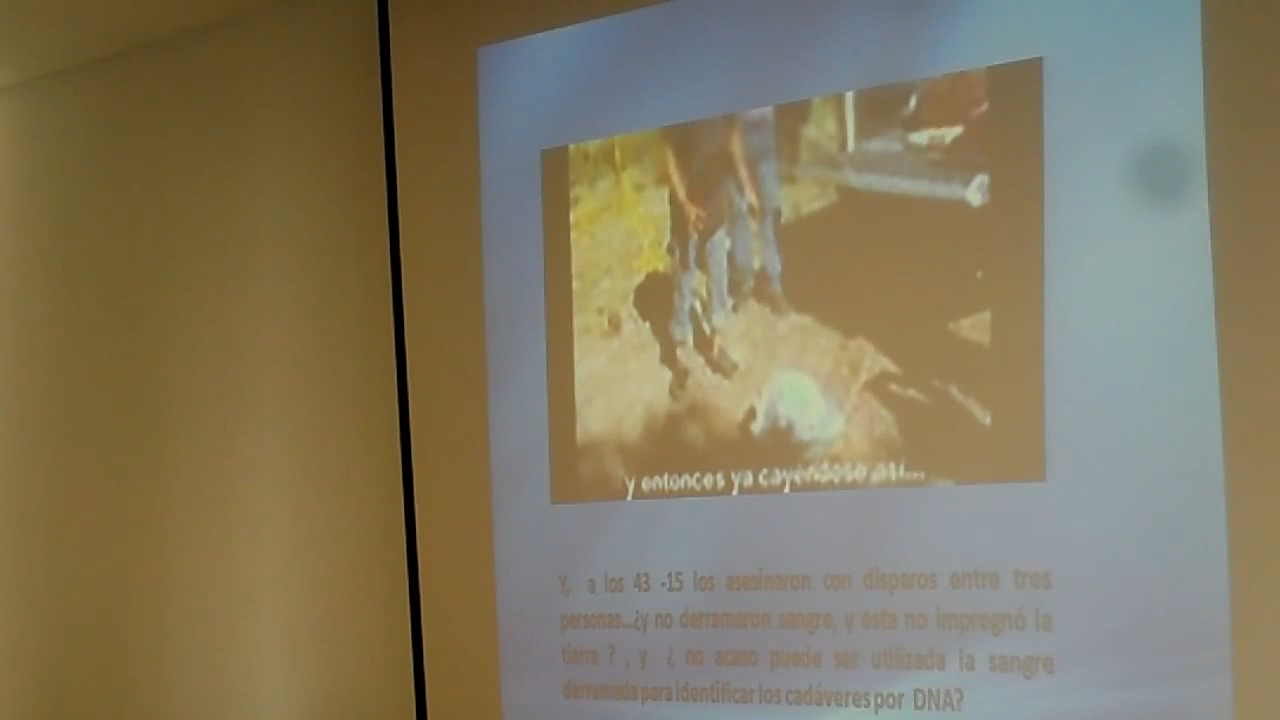 y entonces ya cayéndose así...
Y, a los 43 -15 los asesinaron con disparos entre tres
personas...¿y no derramaron sangre, y esta no impregnó la
tierra ? , y ¿ no acaso puede ser utilizada la sangre
derramada para identificar los cadáveres por DNA?